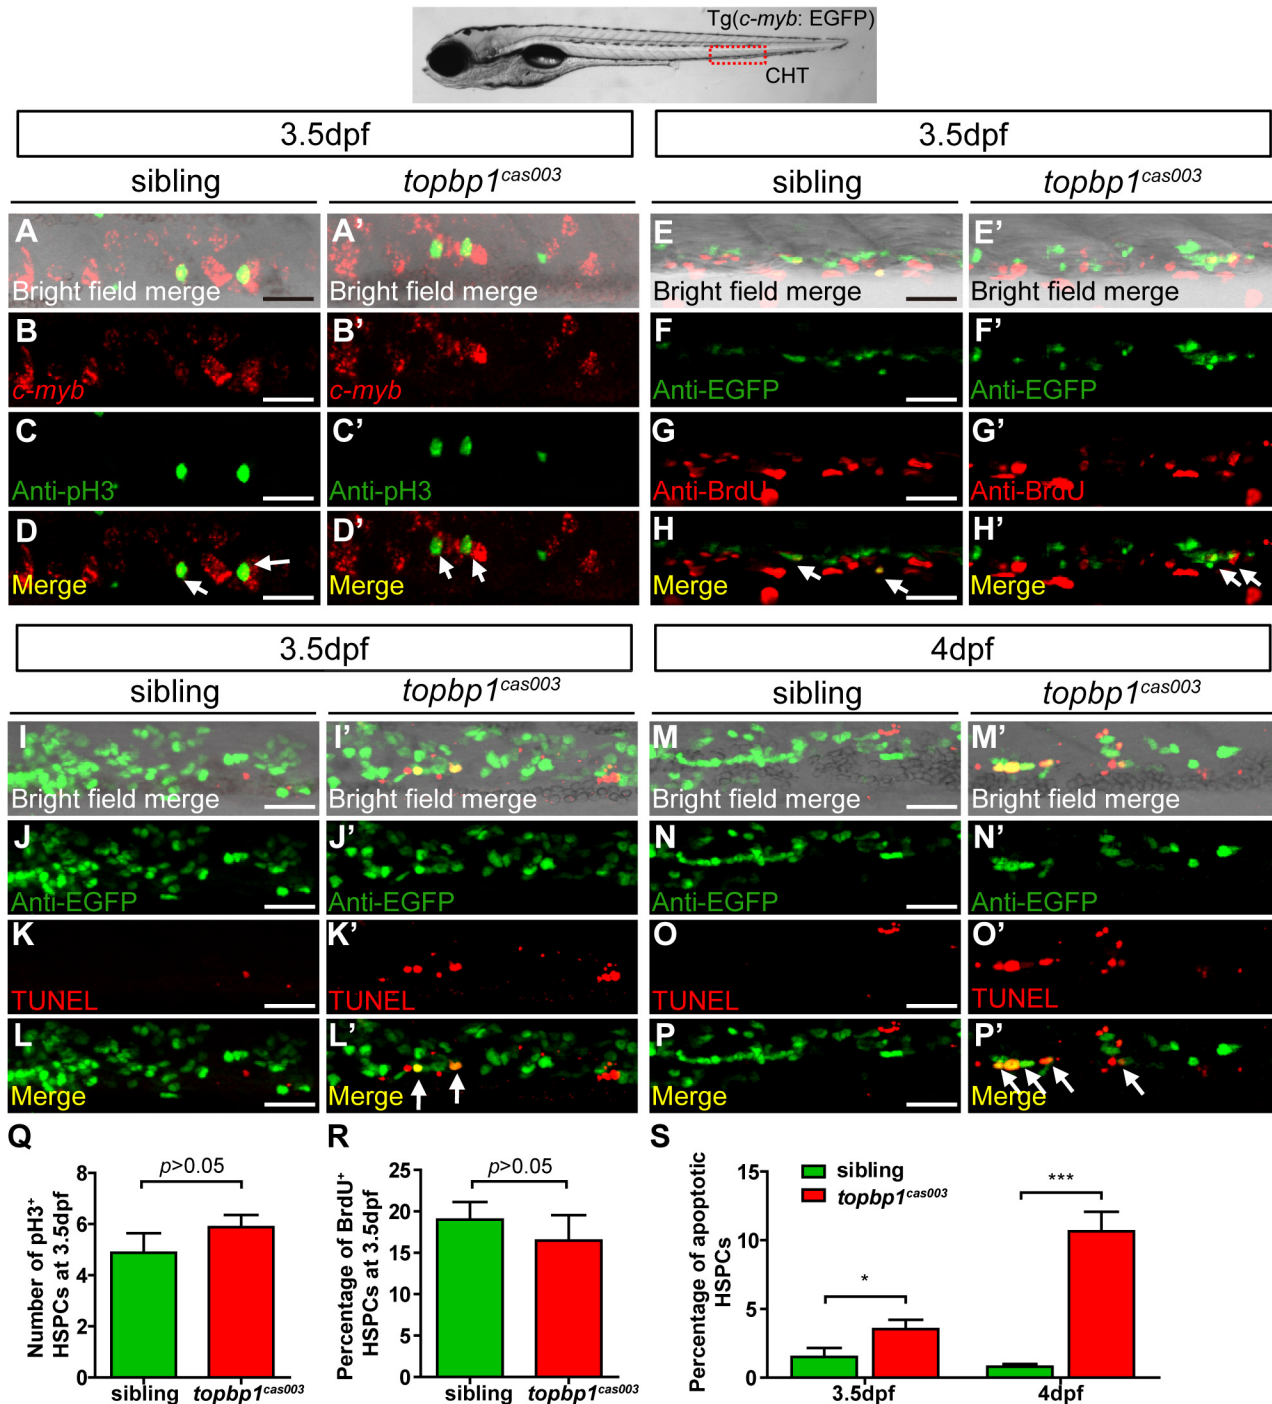 Tg(c-myb: EGFP)
CHT
3.5dpf
3.5dpf
sibling
topbp1cas003
sibling
topbp1cas003
A
Bright field merge
A’
Bright field merge
E
Bright field merge
E’
Bright field merge
B
c-myb
B’
c-myb
F
Anti-EGFP
F’
Anti-EGFP
C
Anti-pH3
C’
Anti-pH3
G
Anti-BrdU
G’
Anti-BrdU
D
Merge
D’
Merge
H
Merge
H’
Merge
3.5dpf
4dpf
sibling
topbp1cas003
sibling
topbp1cas003
I
Bright field merge
I’
Bright field merge
M
Bright field merge
M’
Bright field merge
J
Anti-EGFP
J’
Anti-EGFP
N
Anti-EGFP
N’
Anti-EGFP
K
TUNEL
K’
TUNEL
O
TUNEL
O’
TUNEL
L
Merge
L’
Merge
P
Merge
P’
Merge
Q
Number of pH3+
HSPCs at 3.5dpf
8
6
4
2
0
p>0.05
sibling
topbp1cas003
R
Percentage of BrdU+
HSPCs at 3.5dpf
25
20
15
10
5
0
p>0.05
sibling
topbp1cas003
S
Percentage of apoptotic
HSPCs
15
10
5
0
sibling
topbp1cas003
*
***
3.5dpf
4dpf